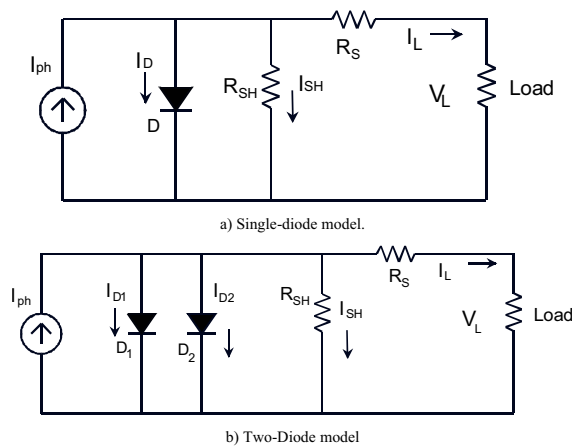 Iph
ID
D
RSH
ISH
RS
IL
VL
Load
a) Single-diode model.
Iph
ID1
D1
ID2
D2
RSH
ISH
RS
IL
VL
Load
b) Two-Diode model